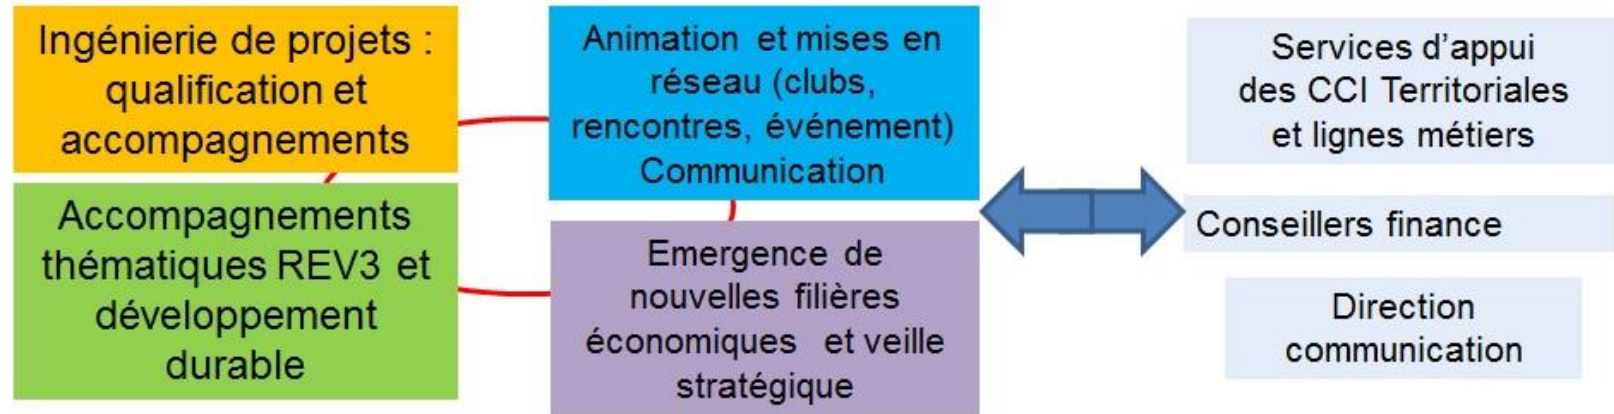 Ingénierie de projets :
qualification et
accompagnements
Accompagnements
thématiques REV3 et
développement
durable
Animation et mises en
réseau (clubs,
rencontres, événement)
Communication
Emergence de
nouvelles filières
économiques et veille
stratégique
Services d'appui
des CCI Territoriales
et lignes métiers
Conseillers finance
Direction
communication